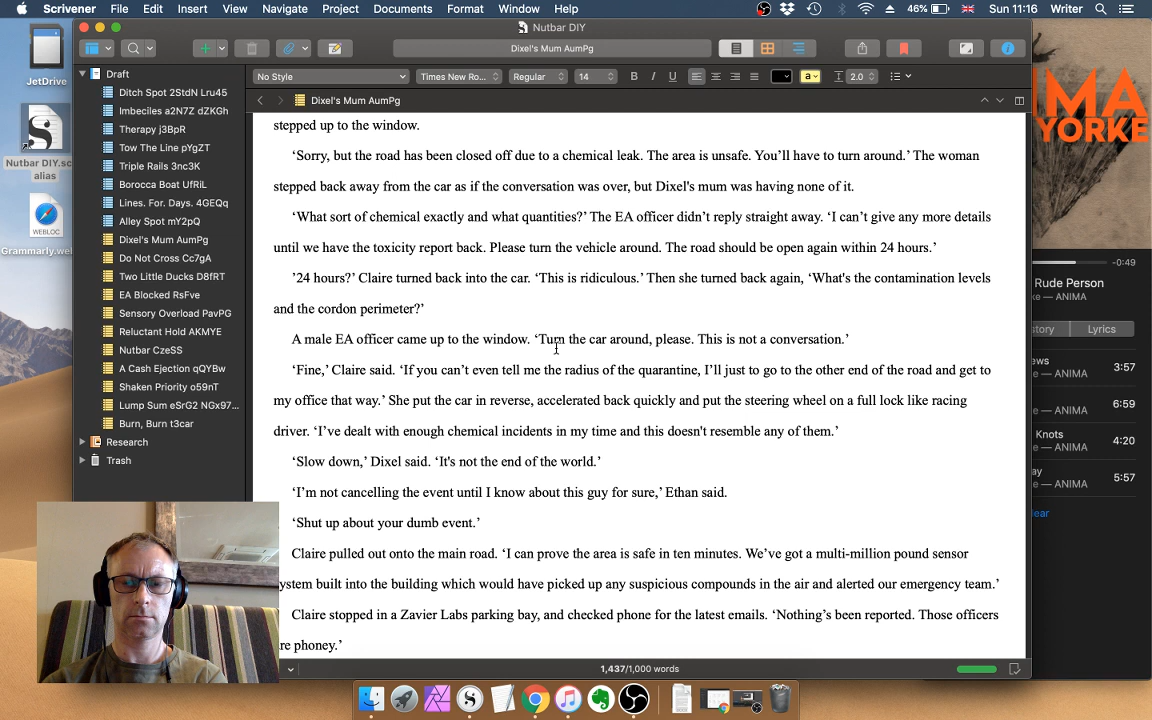 Scrivener File Edit Insert View Navigate Project Documents Format Window Help
46% Sun 11:16 Writer
Nutbar DIY
Dixel's Mum AumPg
No Style Times New Ro... Regular 14 B I U a 2.0
JetDrive
Nutbar DIY.sc
alias
WEBLOC
Grammarly.we
Draft
Ditch Spot 2StdN Lru45
Imbeciles a2N7Z dZKGh
Therapy j3BpR
Tow The Line pYgZT
Triple Rails 3nc3K
Borocca Boat UfRiL
Lines. For. Days. 4GEQq
Alley Spot mY2pQ
Dixel's Mum AumPg
Do Not Cross Cc7gA
Two Little Ducks D8fRT
EA Blocked RsFve
Sensory Overload PavPG
Reluctant Hold AKMYE
Nutbar CzeSS
A Cash Ejection qQYBw
Shaken Priority o59nT
Lump Sum eSrG2 NGx97...
Burn, Burn t3car
Research
Trash
Dixel's Mum AumPg
stepped up to the window.
‘Sorry, but the road has been closed off due to a chemical leak. The area is unsafe. You’ll have to turn around.’ The woman
stepped back away from the car as if the conversation was over, but Dixel's mum was having none of it.
‘What sort of chemical exactly and what quantities?’ The EA officer didn’t reply straight away. ‘I can’t give any more details
until we have the toxicity report back. Please turn the vehicle around. The road should be open again within 24 hours.’
’24 hours?’ Claire turned back into the car. ‘This is ridiculous.’ Then she turned back again, ‘What's the contamination levels
and the cordon perimeter?’
A male EA officer came up to the window. ‘Turn the car around, please. This is not a conversation.’
‘Fine,’ Claire said. ‘If you can’t even tell me the radius of the quarantine, I’ll just to go to the other end of the road and get to
my office that way.’ She put the car in reverse, accelerated back quickly and put the steering wheel on a full lock like racing
driver. ‘I’ve dealt with enough chemical incidents in my time and this doesn't resemble any of them.’
‘Slow down,’ Dixel said. ‘It's not the end of the world.’
‘I’m not cancelling the event until I know about this guy for sure,’ Ethan said.
‘Shut up about your dumb event.’
Claire pulled out onto the main road. ‘I can prove the area is safe in ten minutes. We’ve got a multi-million pound sensor
ystem built into the building which would have picked up any suspicious compounds in the air and alerted our emergency team.’
Claire stopped in a Zavier Labs parking bay, and checked phone for the latest emails. ‘Nothing’s been reported. Those officers
re phoney.’
1,437/1,000 words
MA
YORKE
-0:49
Rude Person
ke — ANIMA
story Lyrics
ews 3:57
— ANIMA
6:59
— ANIMA
Knots 4:20
— ANIMA
ay 5:57
— ANIMA
lear